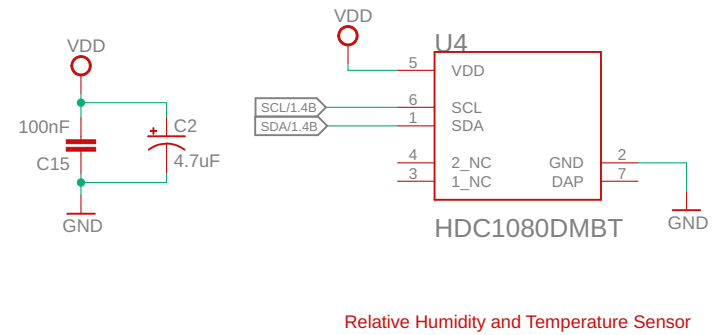 VDD
100nF
C15
C2
4.7uF
GND
VDD
U4
5
VDD
SCL/1.4B
6
SCL
SDA/1.4B
1
SDA
4
2_NC
GND
2
3
1_NC
DAP
7
HDC1080DMBT
GND
Relative Humidity and Temperature Sensor